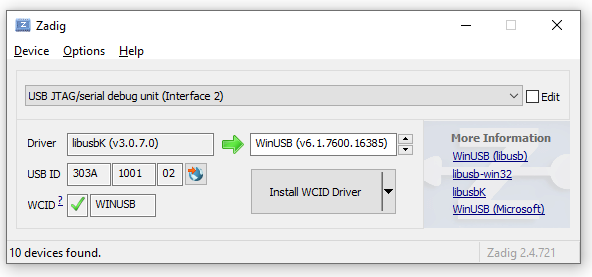 Zadig
Device Options Help
USB JTAG/serial debug unit (Interface 2)
Edit
Driver libusbK (v3.0.7.0) WinUSB (v6.1.7600.16385)
USB ID 303A 1001 02
WCID ? WINUSB
Install WCID Driver
More Information
WinUSB (libusb)
libusb-win32
libusbK
WinUSB (Microsoft)
10 devices found.
Zadig 2.4.721